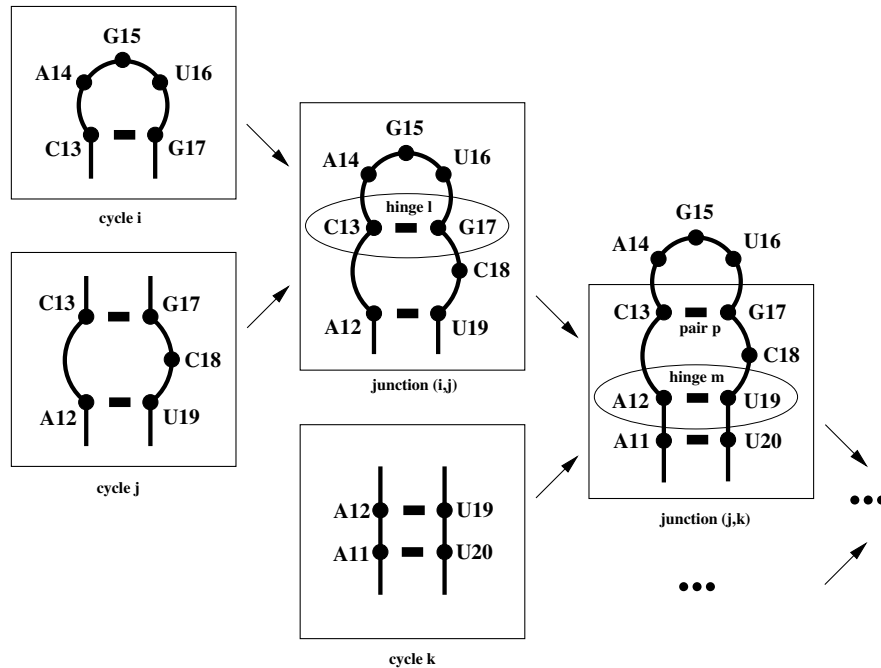 G15
A14
U16
C13
G17
cycle i
C13
G17
C18
A12
U19
cycle j
G15
A14
U16
hinge l
C13
G17
C18
A12
U19
junction (i,j)
A12
U19
A11
U20
cycle k
G15
A14
U16
C13
G17
pair p
C18
hinge m
A12
U19
A11
U20
junction (j,k)